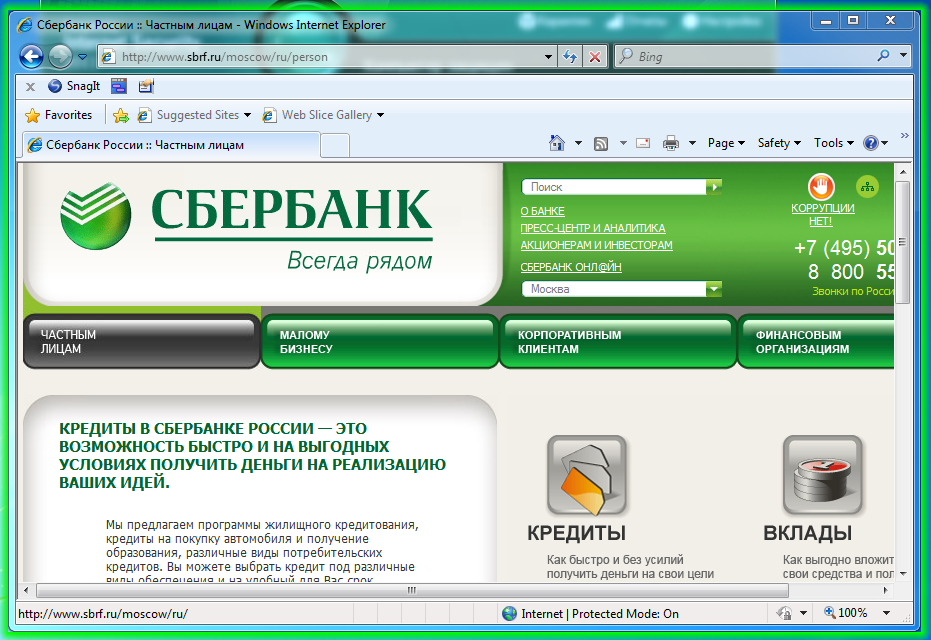 Сбербанк России :: Частным лицам - Windows Internet Explorer
http://www.sbrf.ru/moscow/ru/person
Bing
x SnagIt
Favorites Suggested Sites Web Slice Gallery
Сбербанк России :: Частным лицам
Page Safety Tools
СБЕРБАНК
Всегда рядом
Поиск
О БАНКЕ
ПРЕСС-ЦЕНТР И АНАЛИТИКА
АКЦИОНЕРАМ И ИНВЕСТОРАМ
СБЕРБАНК ОНЛ@ЙН
Москва
КОРРУПЦИИ
НЕТ!
+7 (495) 50
8 800 55
Звонки по Росси
ЧАСТНЫМ
ЛИЦАМ
МАЛОМУ
БИЗНЕСУ
КОРПОРАТИВНЫМ
КЛИЕНТАМ
ФИНАНСОВЫМ
ОРГАНИЗАЦИЯМ
КРЕДИТЫ В СБЕРБАНКЕ РОССИИ — ЭТО
ВОЗМОЖНОСТЬ БЫСТРО И НА ВЫГОДНЫХ
УСЛОВИЯХ ПОЛУЧИТЬ ДЕНЬГИ НА РЕАЛИЗАЦИЮ
ВАШИХ ИДЕЙ.
Мы предлагаем программы жилищного кредитования,
кредиты на покупку автомобиля и получение
образования, различные виды потребительских
кредитов. Вы можете выбрать кредит под различные
виды обеспечения и на удобный для Вас срок
КРЕДИТЫ
Как быстро и без усилий
получить деньги на свои цели
ВКЛАДЫ
Как выгодно вложит
свои средства и пол
http://www.sbrf.ru/moscow/ru/
Internet | Protected Mode: On
100%